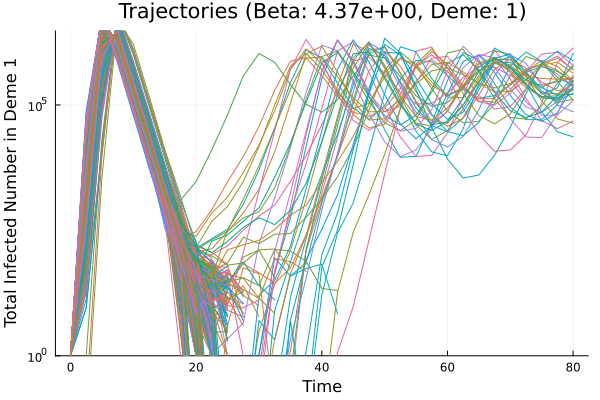 Trajectories (Beta: 4.37e+00, Deme: 1)
Total Infected Number in Deme 1
10^5
10^0
0 20 40 60 80
Time